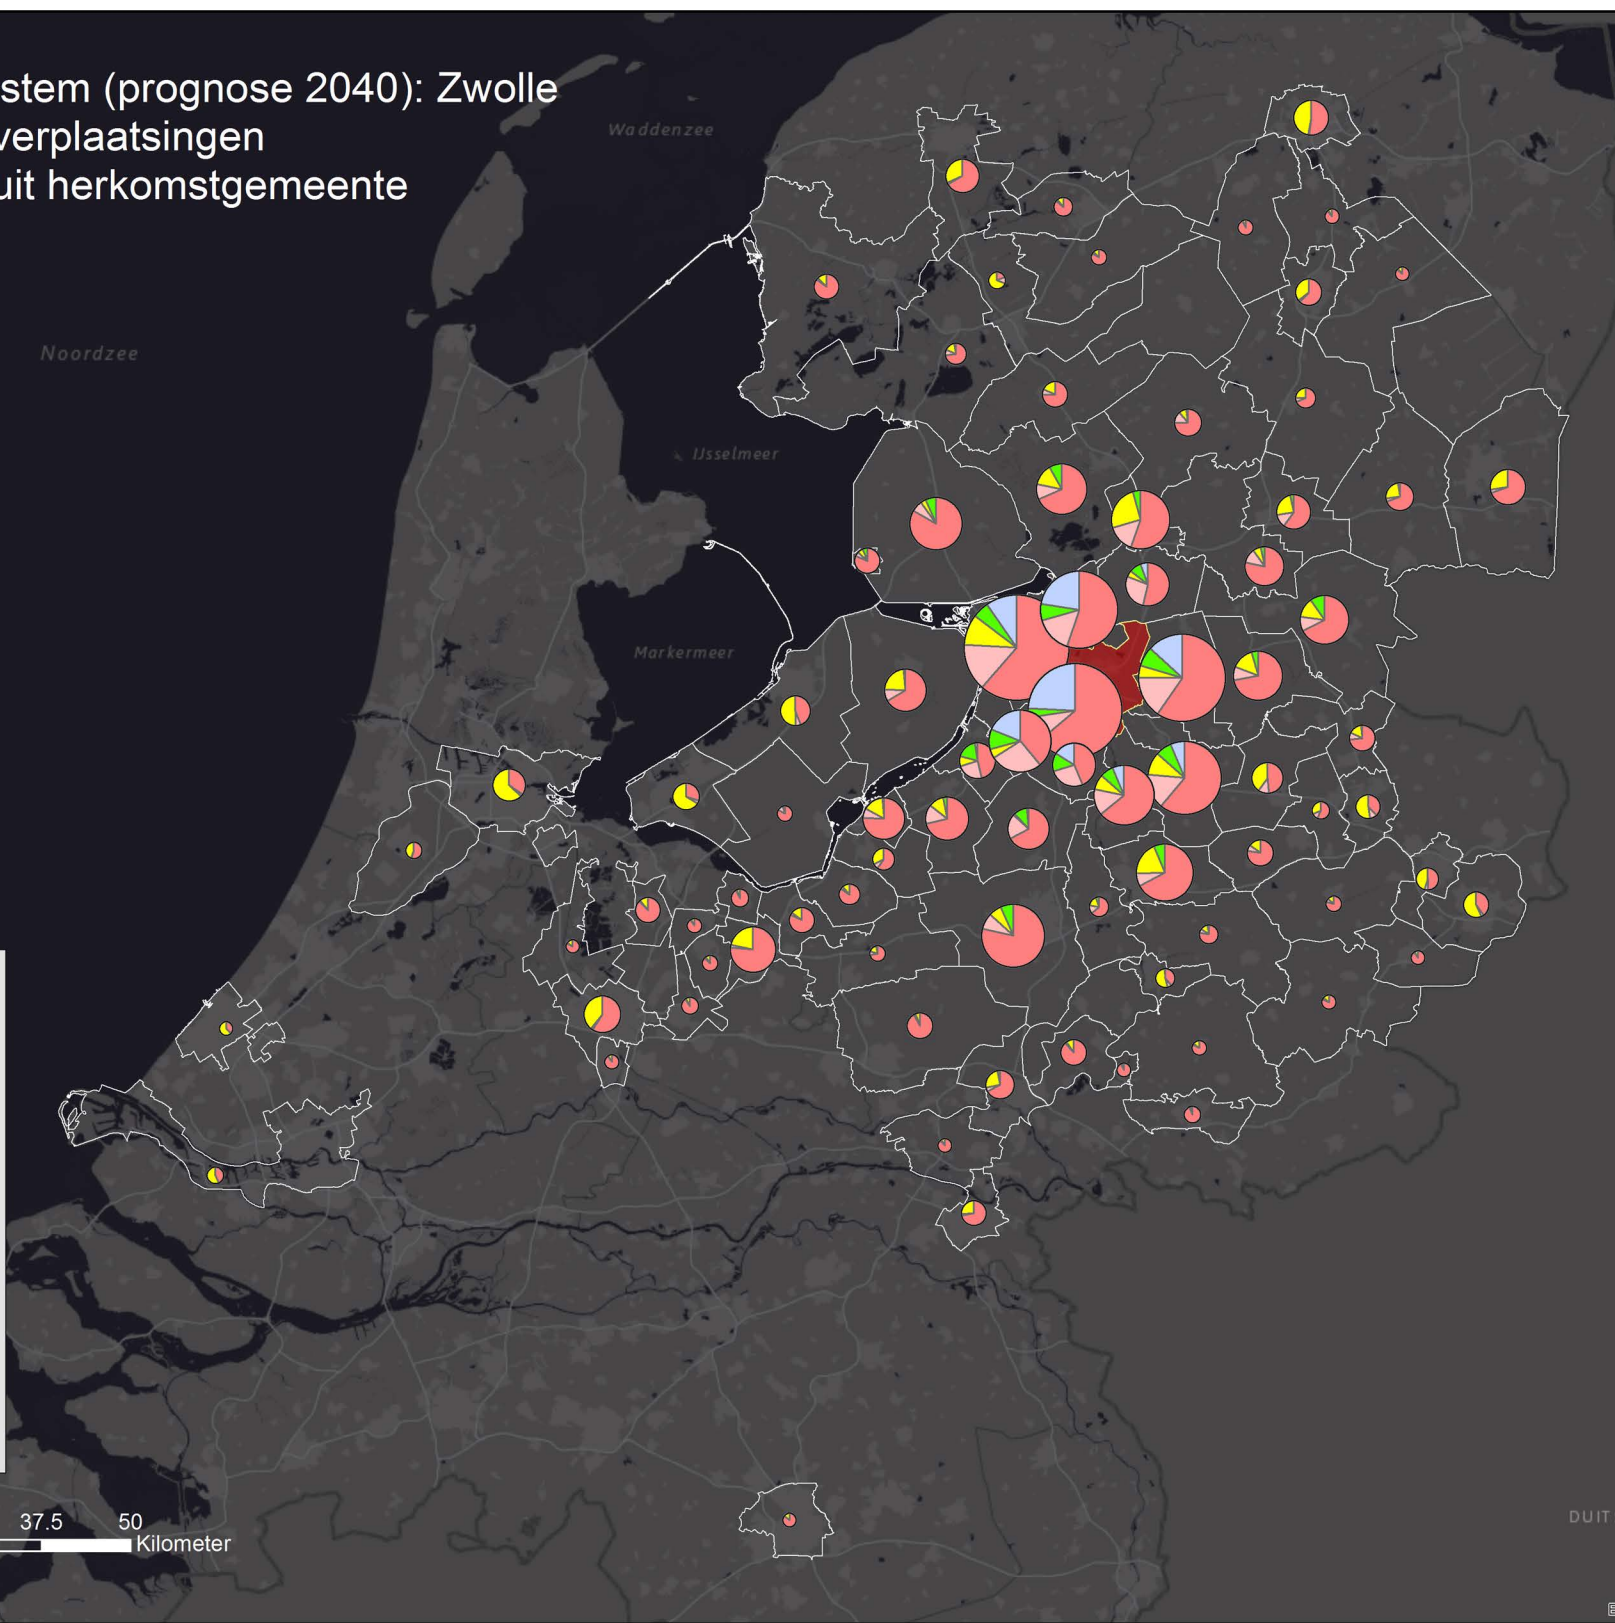 stem (prognose 2040): Zwolle
verplaatsingen
uit herkomstgemeente
Waddenzee
Noordzee
IJsselmeer
Markermeer
DUIT
37.5 50
Kilometer